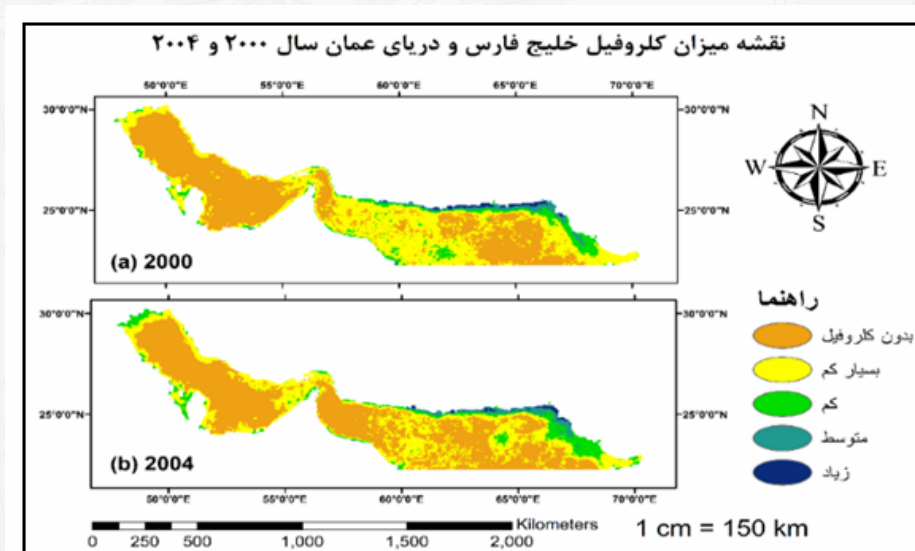 نقشه میزان کلروفیل خلیج فارس و دریای عمان سال ۲۰۰۰ و ۲۰۰۴
50°0'0"E 55°0'0"E 60°0'0"E 65°0'0"E 70°0'0"E
30°0'0"N 30°0'0"N
25°0'0"N 25°0'0"N
(a) 2000
N
W E
S
30°0'0"N 30°0'0"N
25°0'0"N 25°0'0"N
(b) 2004
50°0'0"E 55°0'0"E 60°0'0"E 65°0'0"E 70°0'0"E
راهنما
بدون کلروفیل
بسیار کم
کم
متوسط
زیاد
Kilometers
0 250 500 1,000 1,500 2,000
1 cm = 150 km